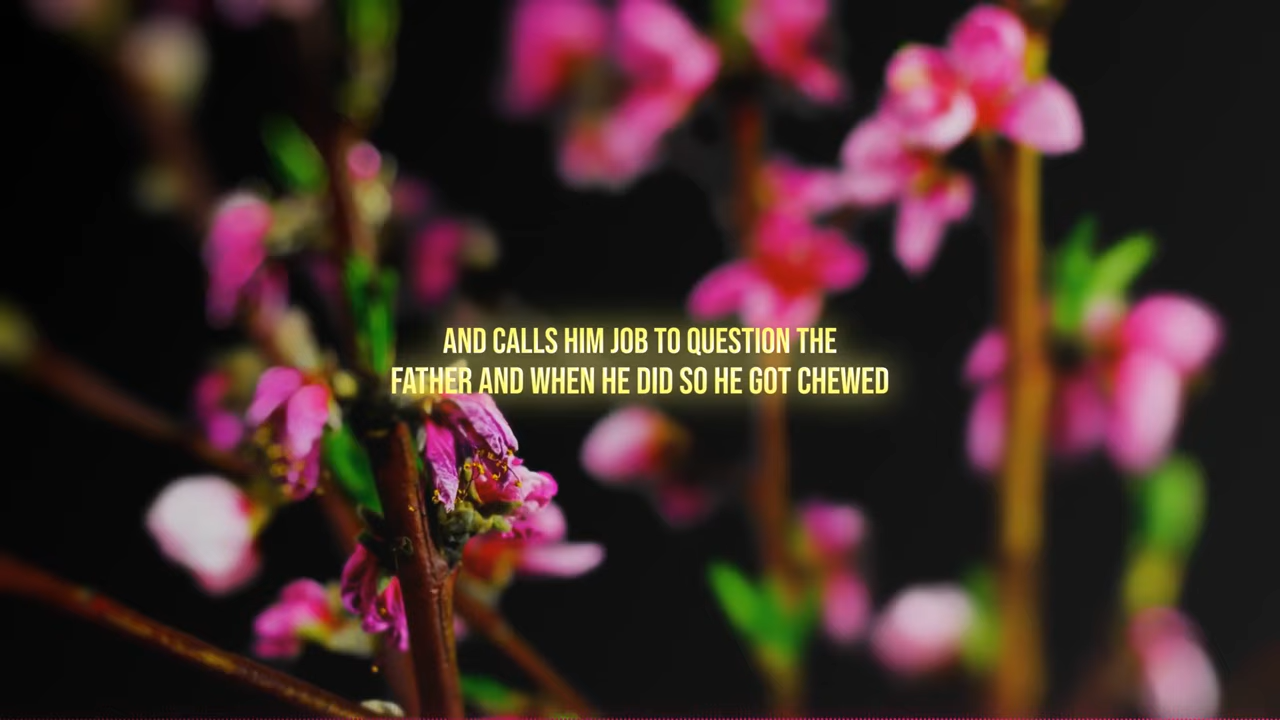 AND CALLS HIM JOB TO QUESTION THE
FATHER AND WHEN HE DID SO HE GOT CHEWED